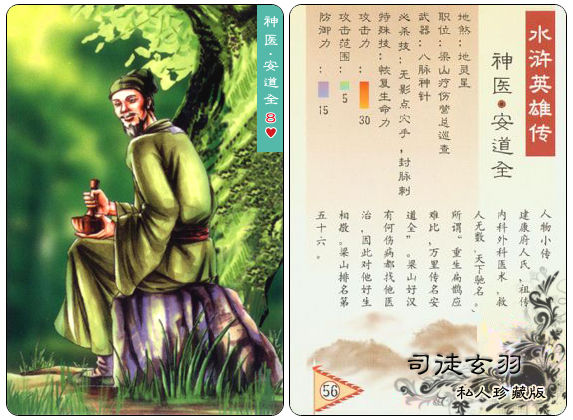 神医·安道全
8
水浒英雄传
神医·安道全
地煞：地灵星
职位：梁山疗伤营总巡查
武器：八脉神针
必杀技：无影点穴手，封脉刺
特殊技：恢复生命力
攻击力：
30
攻击范围：
5
防御力：
15
人物小传
建康府人氏，祖传
内科外科医术，救
人无数，天下驰名。
所谓“重生扁鹊应
难比，万里传名安
道全”。梁山好汉
有何伤病都找他医
治，因此对他好生
相敬。梁山排名第
五十六。
56
司徒玄羽
私人珍藏版